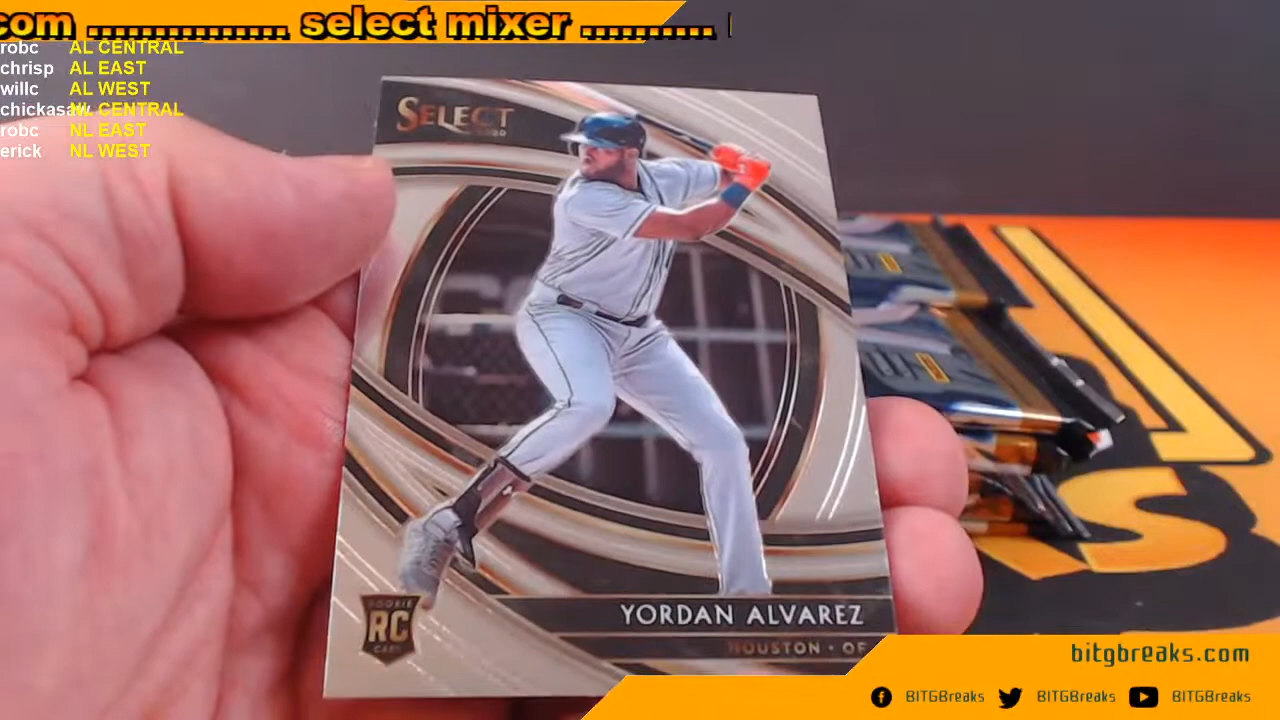 com ............... select mixer ..........
robc AL CENTRAL
chrisp AL EAST
willc AL WEST
chickasaw NL CENTRAL
robc NL EAST
erick NL WEST
SELECT
2020
YORDAN ALVAREZ
HOUSTON • OF
ROOKIE
RC
CARD
bitgbreaks.com
BITGBreaks BITGBreaks BITGBreaks